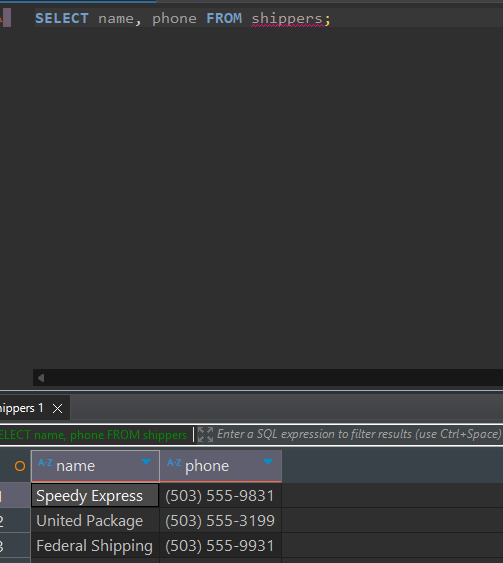 SELECT name, phone FROM shippers;
hippers 1
ELECT name, phone FROM shippers Enter a SQL expression to filter results (use Ctrl+Space)
A-Z name A-Z phone
1 Speedy Express (503) 555-9831
2 United Package (503) 555-3199
3 Federal Shipping (503) 555-9931